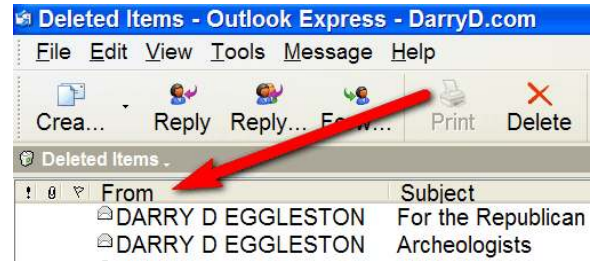 Deleted Items - Outlook Express - DarryD.com
File Edit View Tools Message Help
Crea... Reply Reply... Forw... Print Delete
Deleted Items
! From Subject
DARRY D EGGLESTON For the Republican
DARRY D EGGLESTON Archeologists